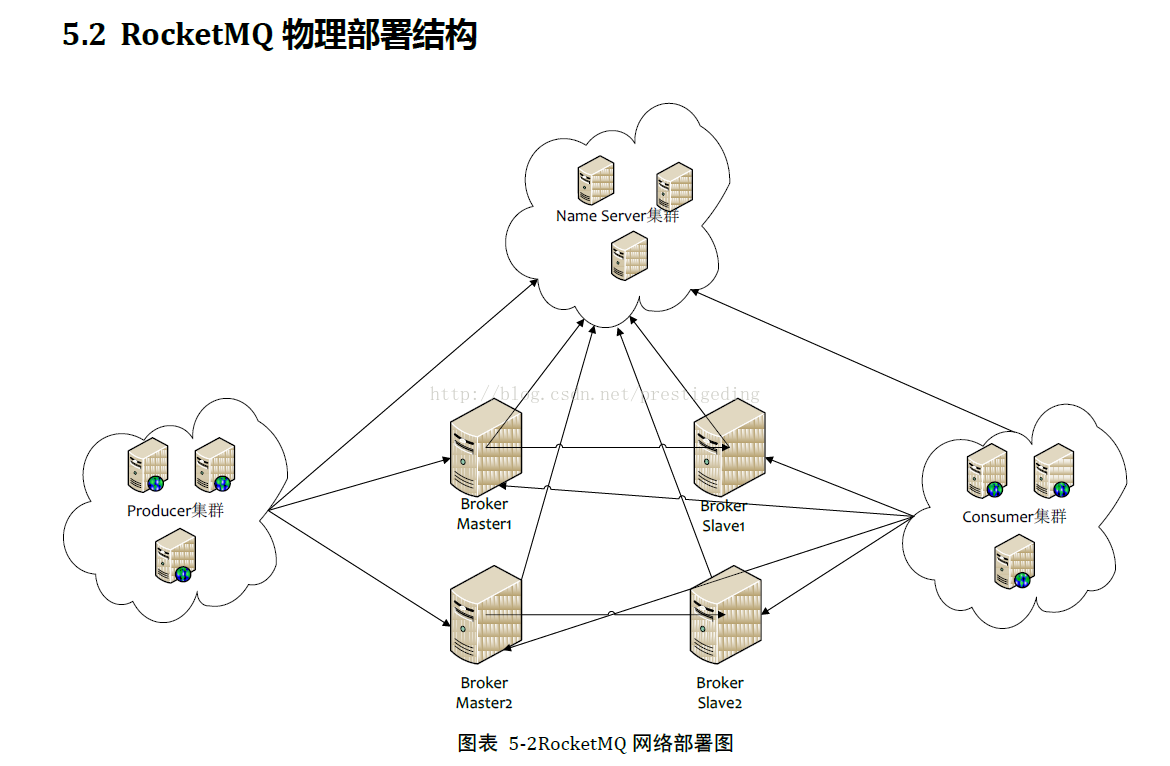 5.2 RocketMQ 物理部署结构
Name Server集群
http://blog.csdn.net/prestigeding
Producer集群
Broker
Master1
Broker
Slave1
Consumer集群
Broker
Master2
Broker
Slave2
图表 5-2RocketMQ 网络部署图